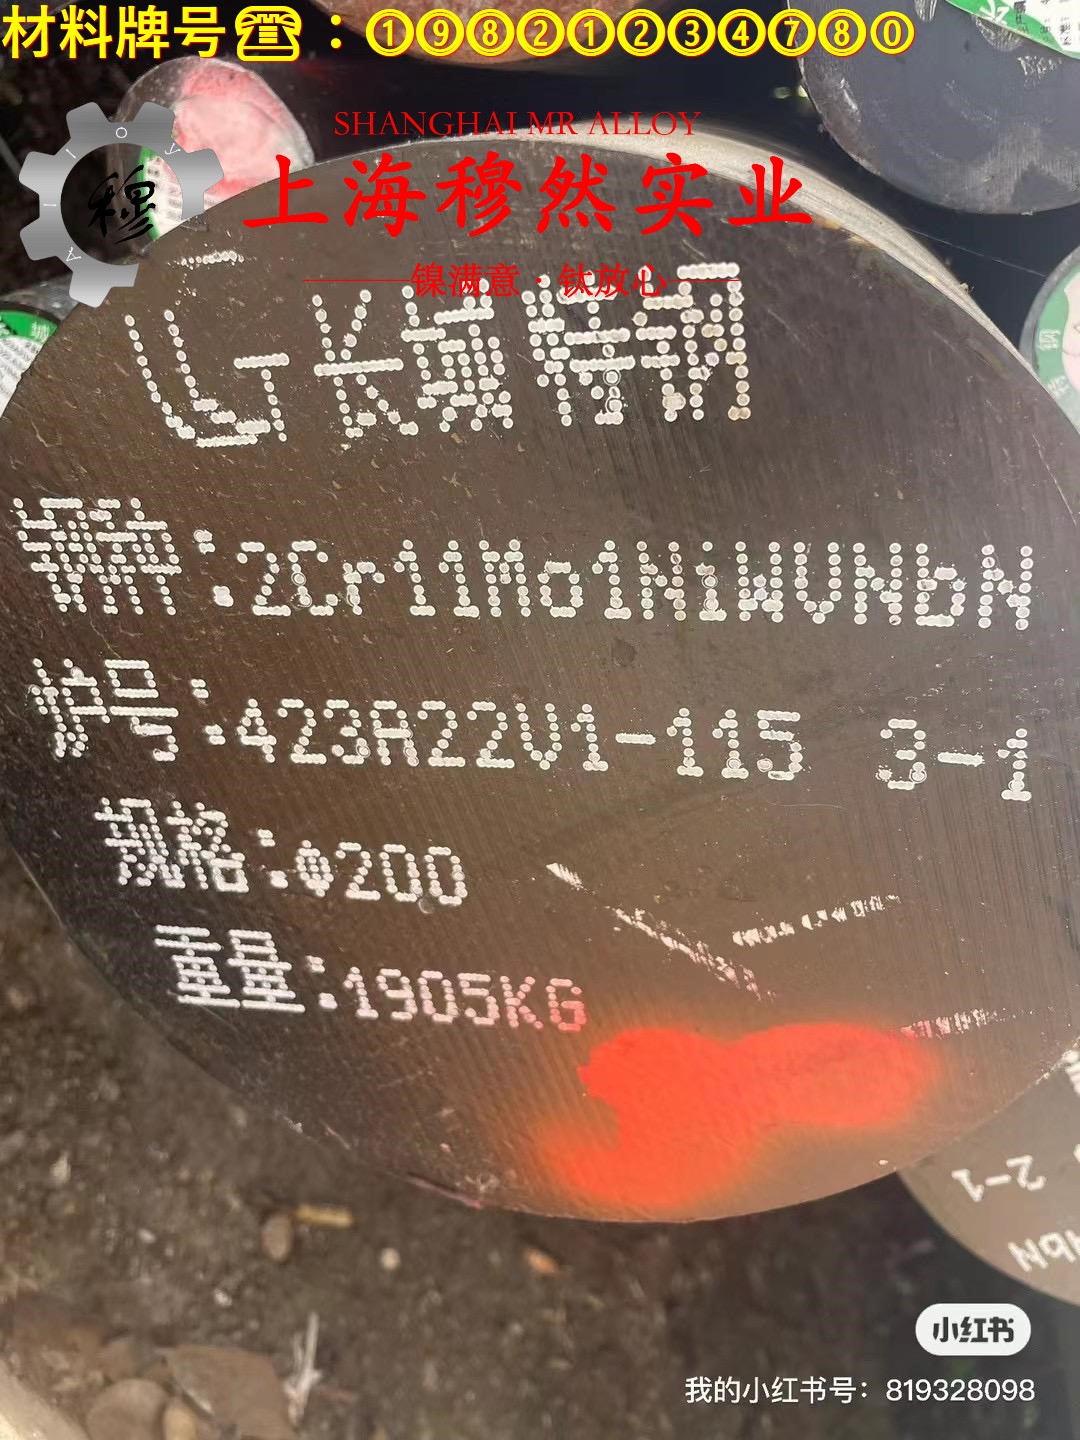 材料牌号☎：①⑨⑧②①②③④⑦⑧⓪
SHANGHAI MR ALLOY
上海穆然实业
穆
——镍满意·钛放心——
长城特钢
钢种:2Cr11Mo1NiWVNbN
炉号:423A22V1-115 3-1
规格:Φ200
重量:1905KG
2-1
NbN
小红书
我的小红书号：819328098